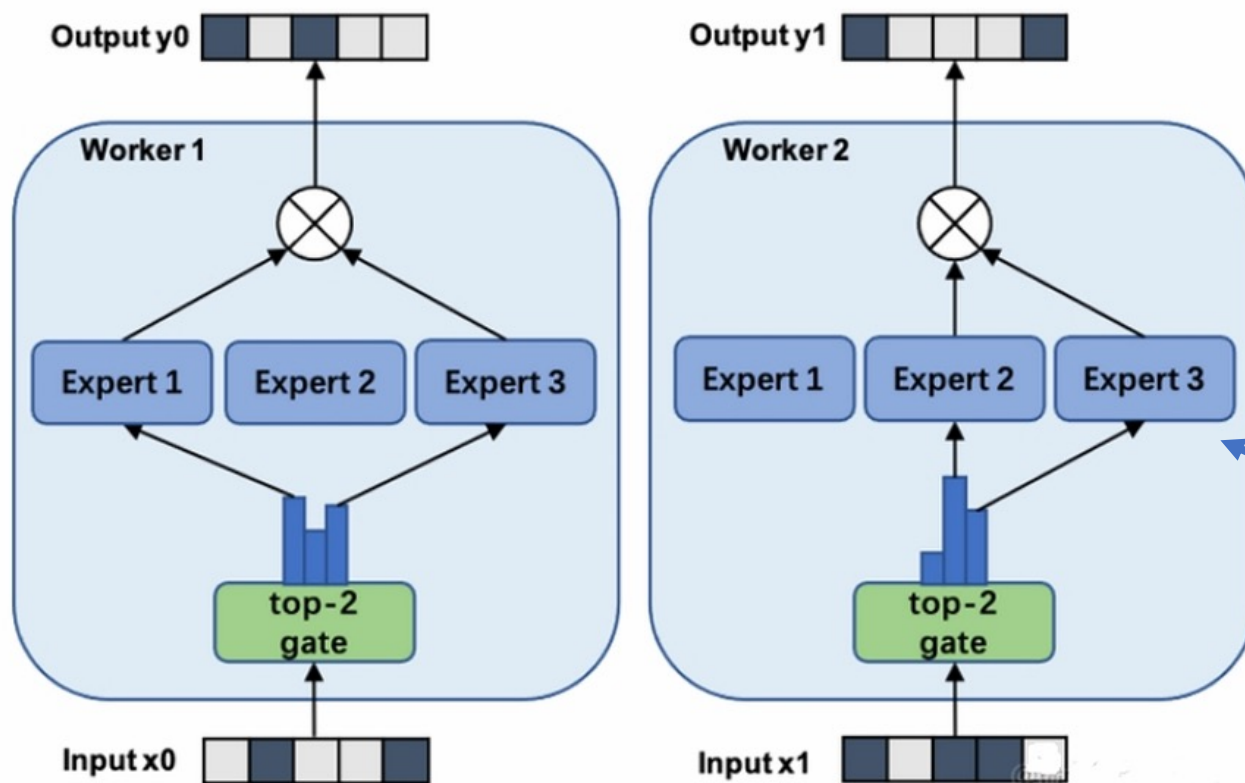 Output y0
Output y1
Worker 1
Worker 2
Expert 1
Expert 2
Expert 3
Expert 1
Expert 2
Expert 3
top-2
gate
top-2
gate
Input x0
Input x1